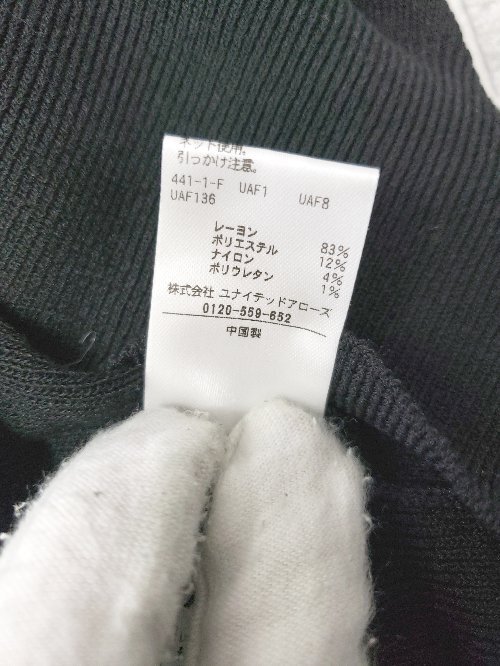 ネット使用。
引っかけ注意。
441-1-F UAF1 UAF8
UAF136
レーヨン 83%
ポリエステル 12%
ナイロン 4%
ポリウレタン 1%
株式会社 ユナイテッドアローズ
0120-559-652
中国製